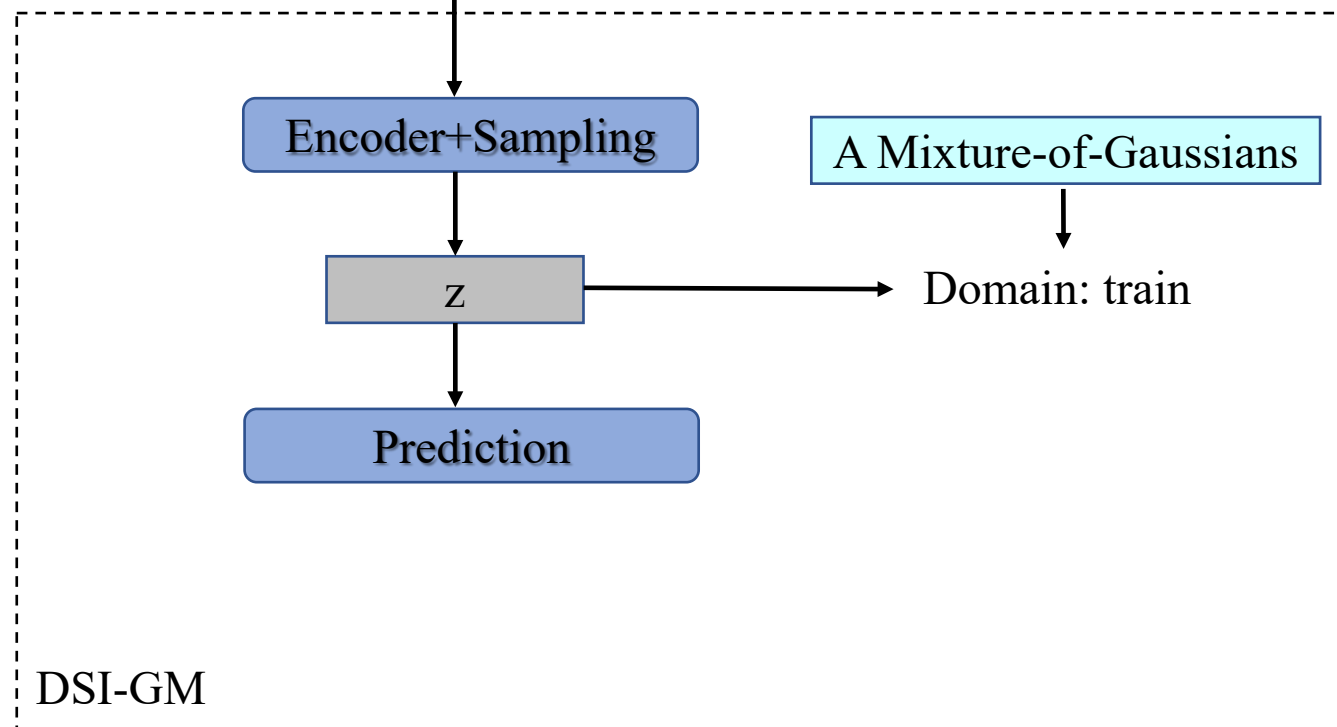 Encoder+Sampling
A Mixture-of-Gaussians
z
Domain: train
Prediction
DSI-GM